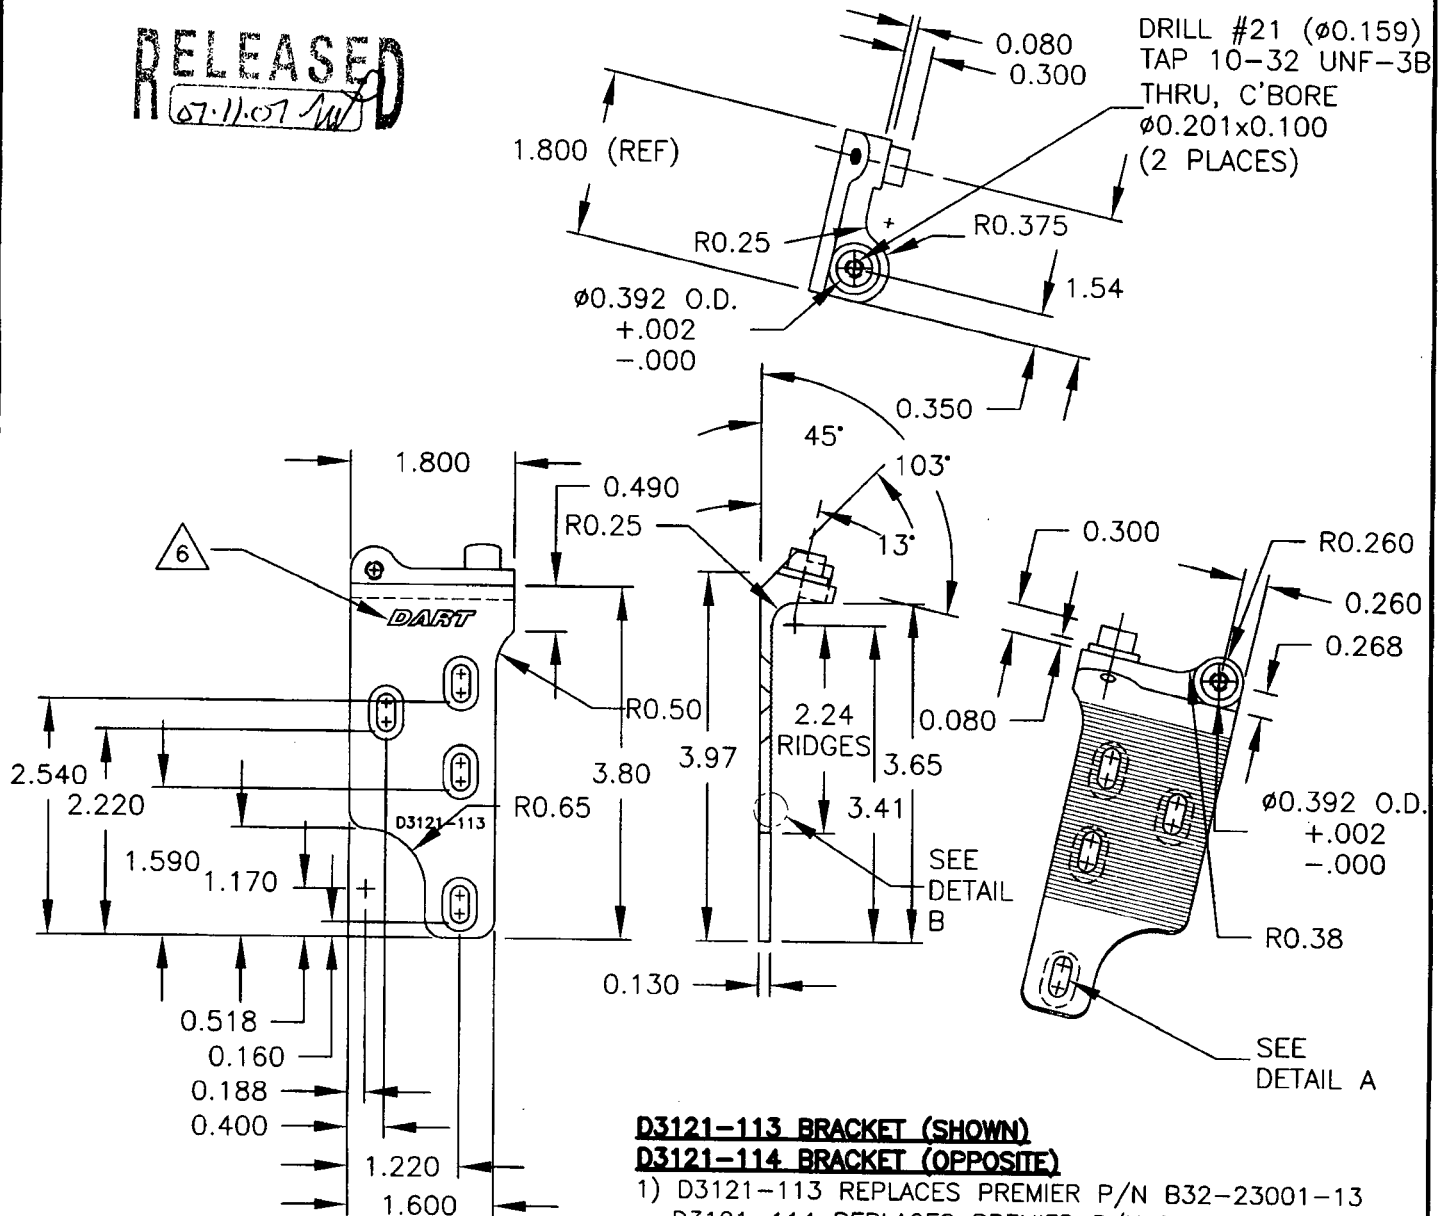 RELEASED
07.11.07
0.080
0.300
DRILL #21 (ø0.159)
TAP 10-32 UNF-3B
THRU, C'BORE
ø0.201x0.100
(2 PLACES)
1.800 (REF)
R0.25
R0.375
1.54
ø0.392 O.D.
+.002
-.000
0.350
45°
103°
13°
1.800
0.490
R0.25
6
DART
0.300
R0.260
0.260
0.268
R0.50
0.080
2.24
RIDGES
3.97
3.65
3.80
3.41
2.540
2.220
R0.65
D3121-113
1.590
1.170
ø0.392 O.D.
+.002
-.000
SEE
DETAIL
B
R0.38
0.130
0.518
0.160
0.188
0.400
1.220
1.600
SEE
DETAIL A
D3121-113 BRACKET (SHOWN)
D3121-114 BRACKET (OPPOSITE)
1) D3121-113 REPLACES PREMIER P/N B32-23001-13